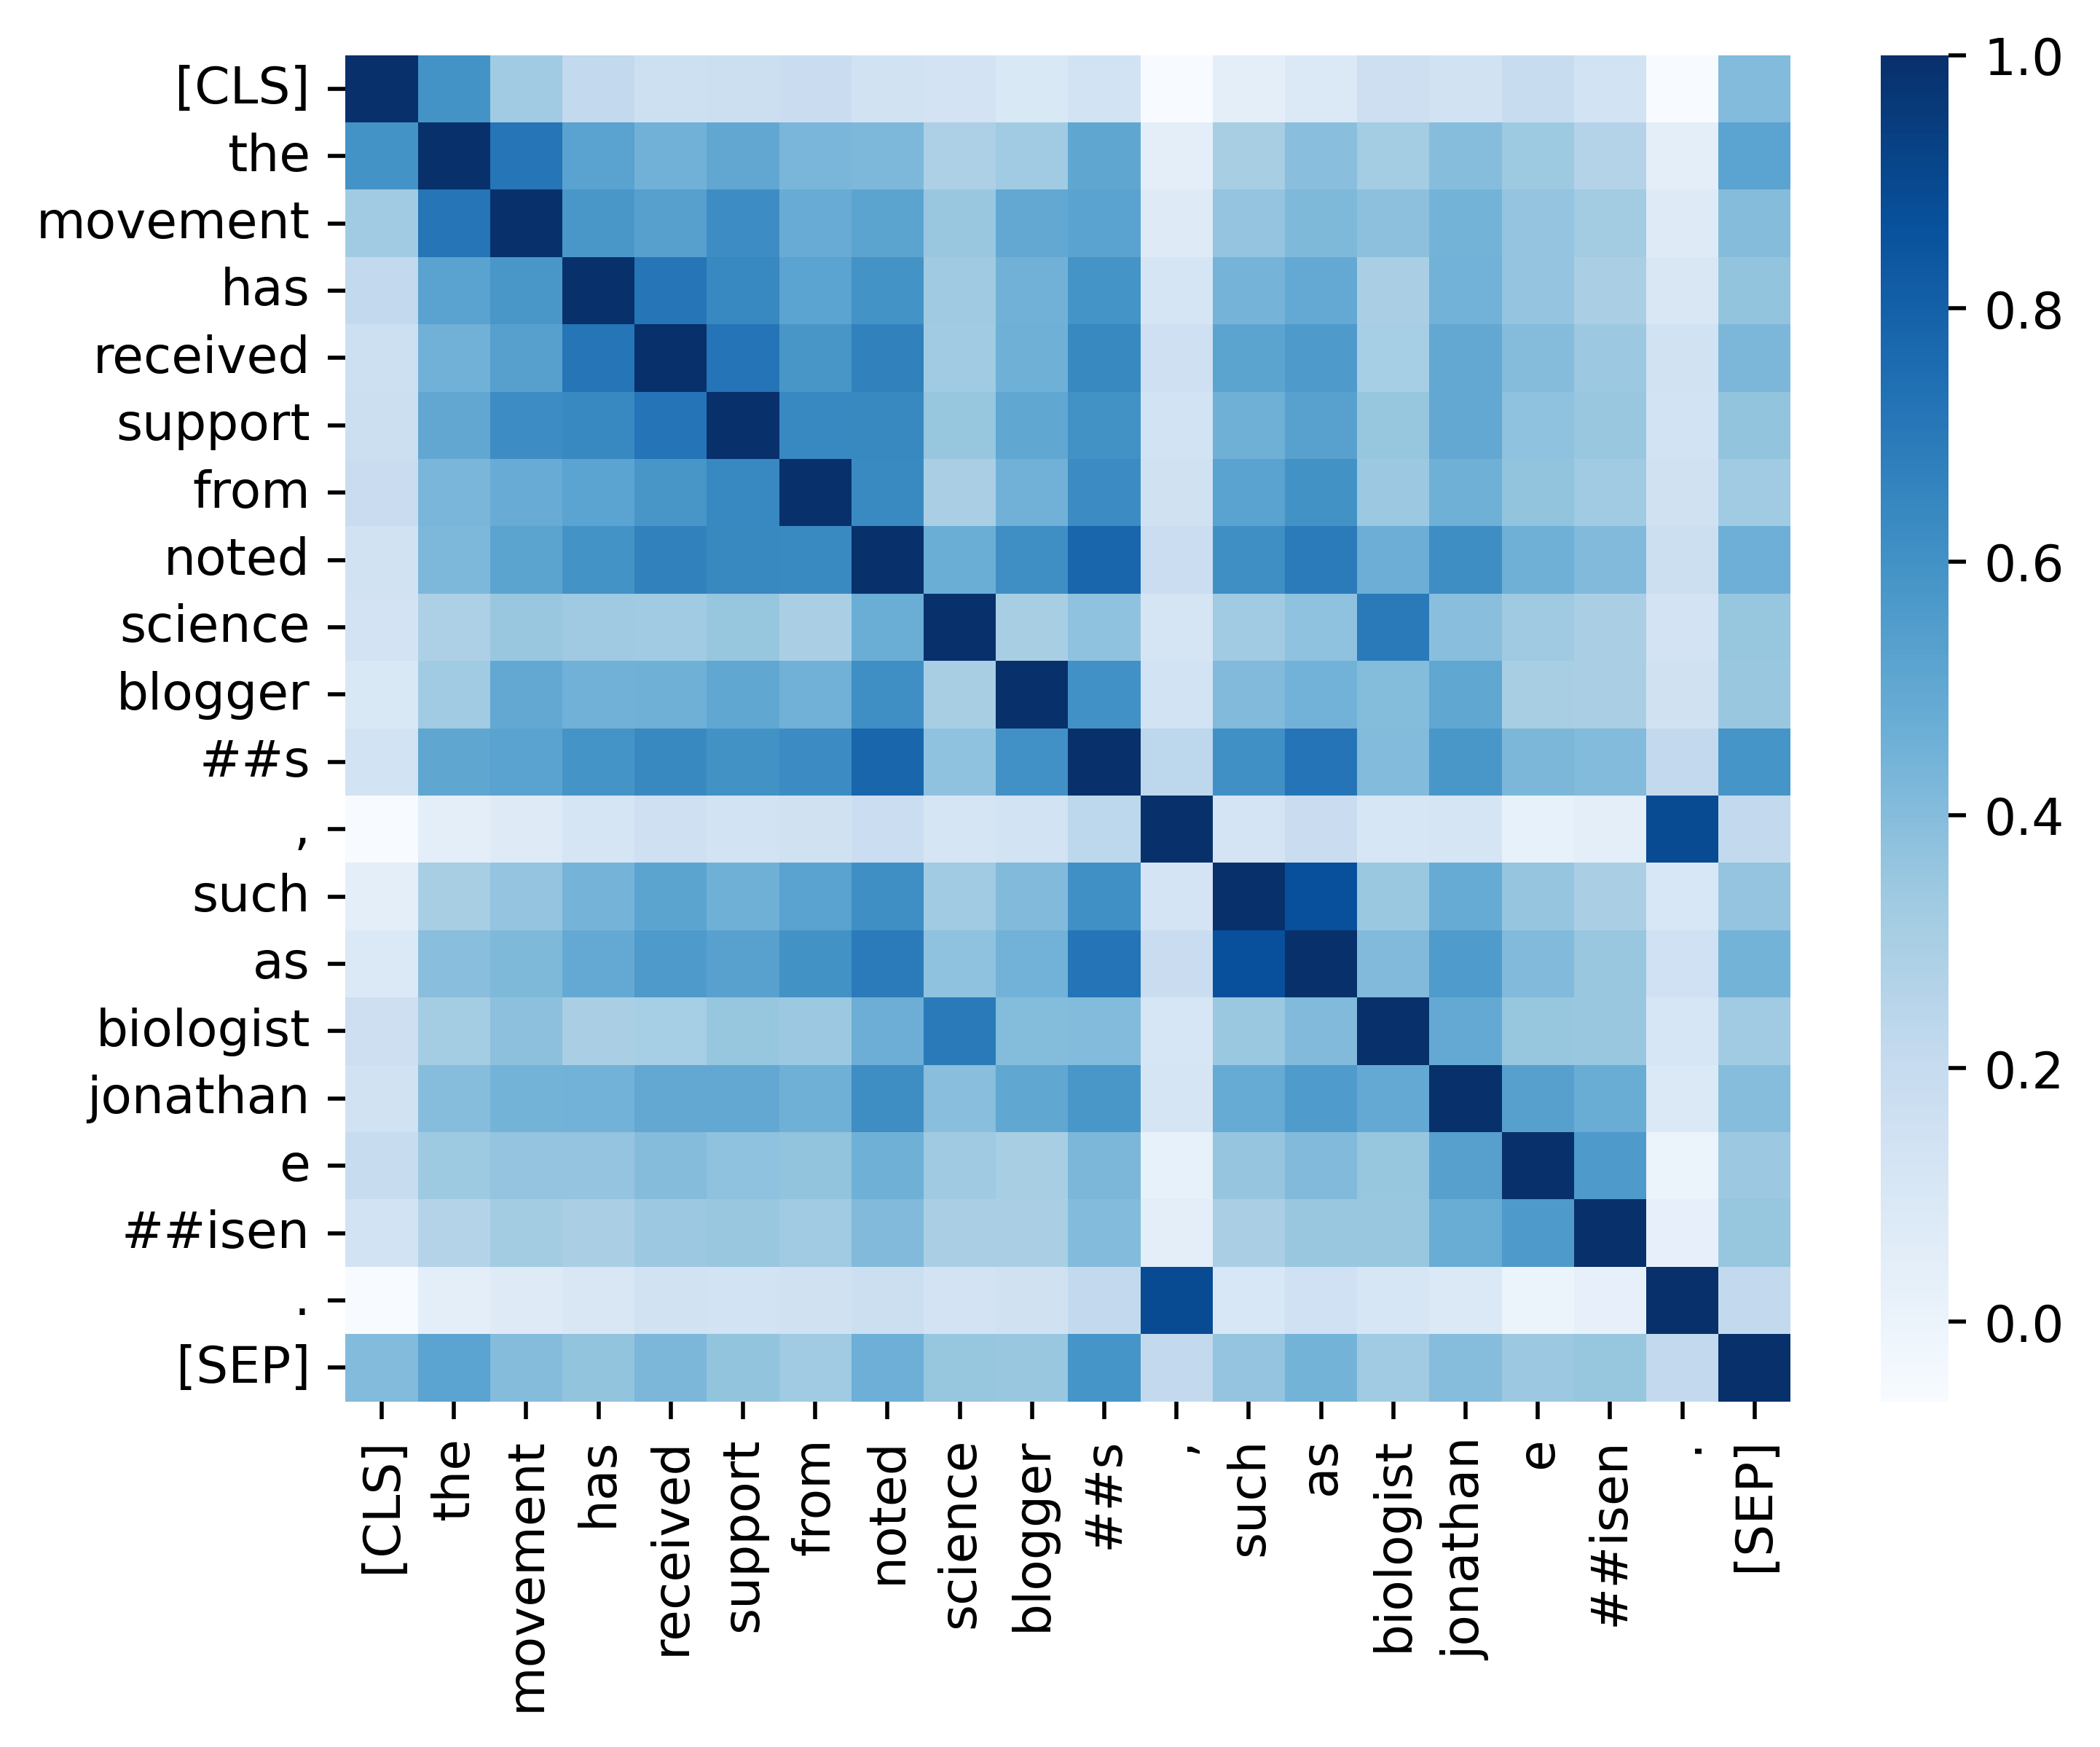 [CLS]
the
movement
has
received
support
from
noted
science
blogger
##s
,
such
as
biologist
jonathan
e
##isen
.
[SEP]
[CLS]
the
movement
has
received
support
from
noted
science
blogger
##s
,
such
as
biologist
jonathan
e
##isen
.
[SEP]
1.0
0.8
0.6
0.4
0.2
0.0